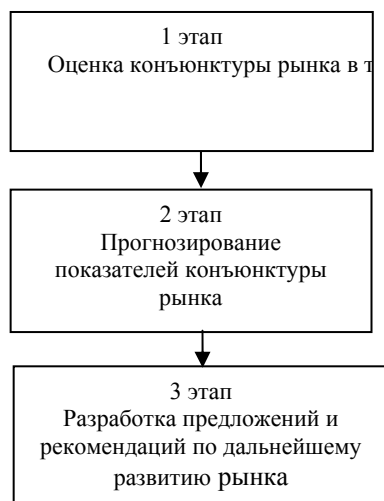 1 этап
Оценка конъюнктуры рынка в т
2 этап
Прогнозирование
показателей конъюнктуры
рынка
3 этап
Разработка предложений и
рекомендаций по дальнейшему
развитию рынка